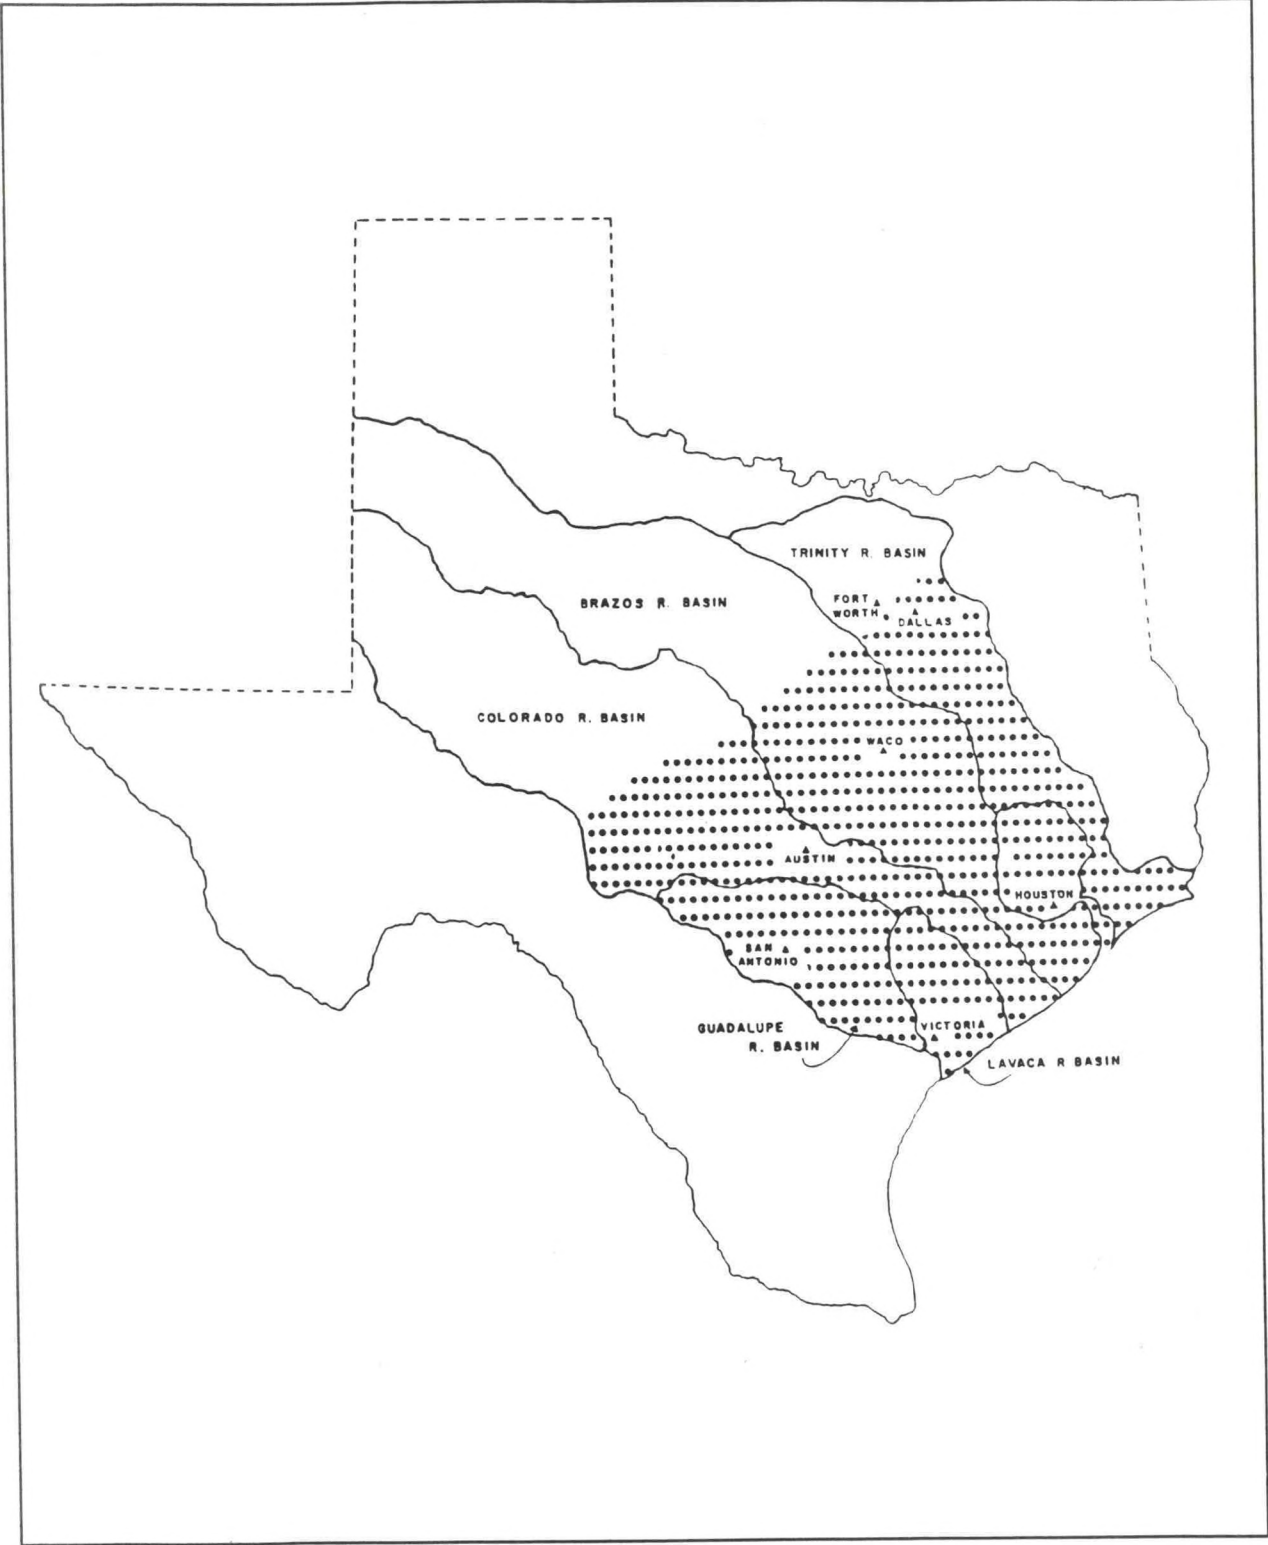 TRINITY R. BASIN
BRAZOS R. BASIN
FORT
WORTH
DALLAS
COLORADO R. BASIN
WACO
AUSTIN
HOUSTON
SAN
ANTONIO
VICTORIA
GUADALUPE
R. BASIN
LAVACA R BASIN